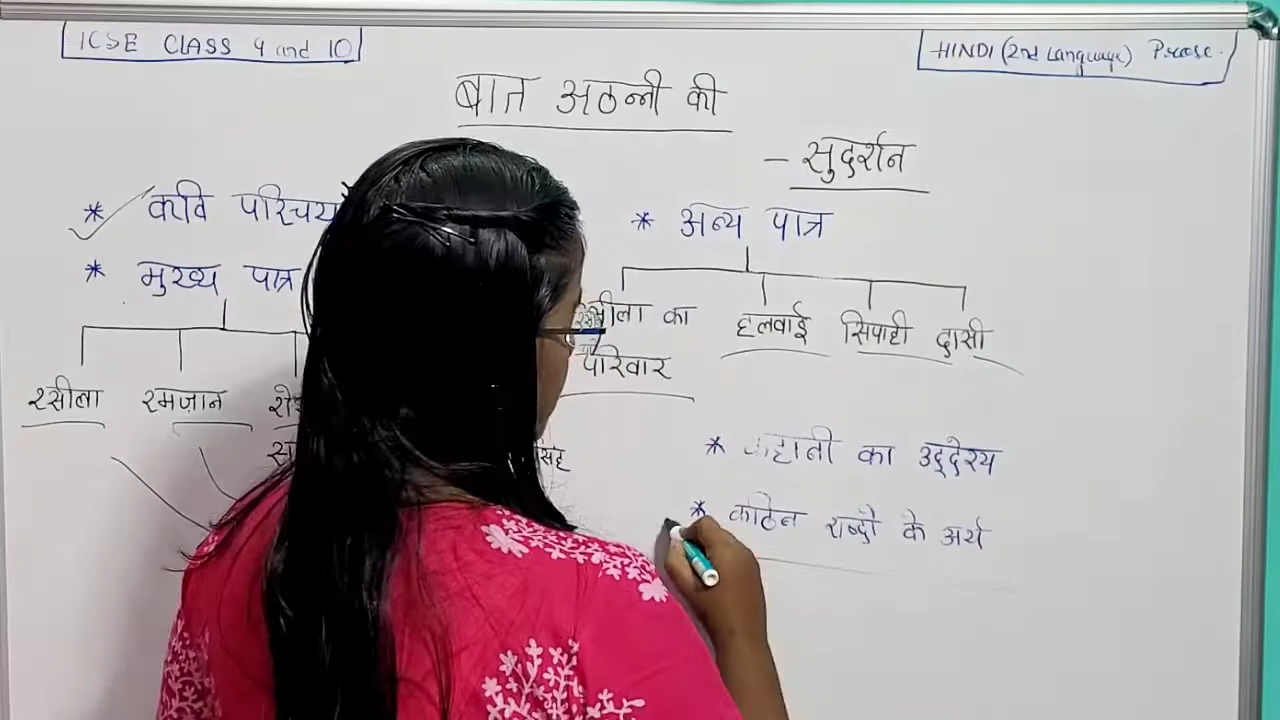 ICSE CLASS 9 and 10
HINDI (2nd Language) Prose.
बात अठन्नी की
– सुदर्शन
* कवि परिचय
* मुख्य पात्र
रसीला रमज़ान
* अन्य पात्र
रसीला का परिवार
हलवाई सिपाही दासी
* कहानी का उद्देश्य
* कठिन शब्दो के अर्थ